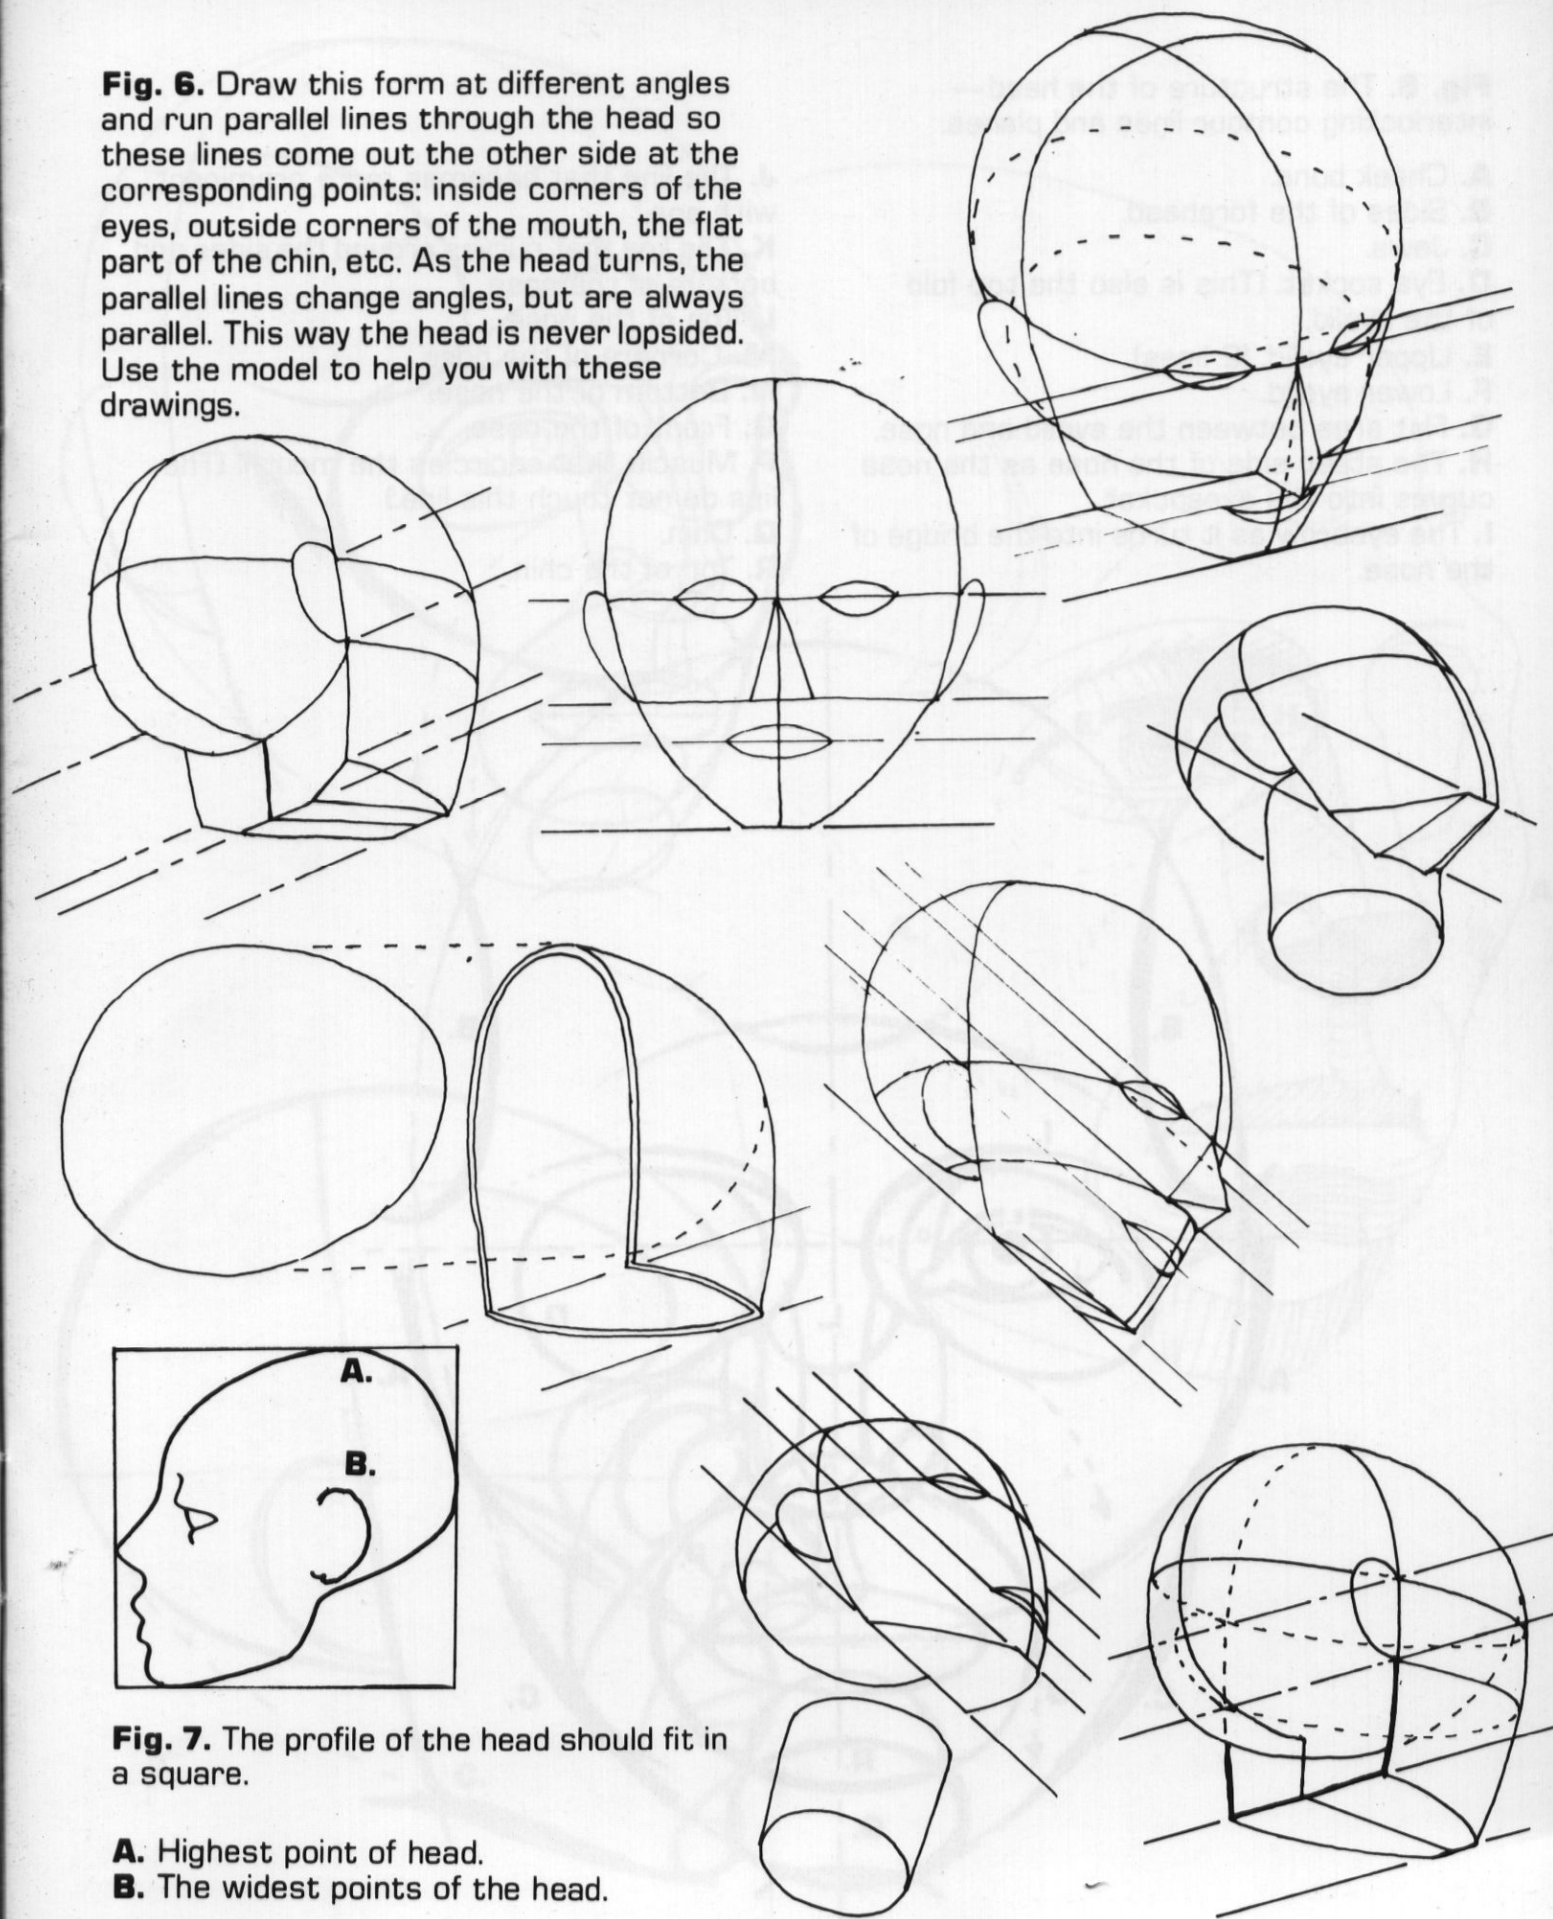 Fig. 6. Draw this form at different angles
and run parallel lines through the head so
these lines come out the other side at the
corresponding points: inside corners of the
eyes, outside corners of the mouth, the flat
part of the chin, etc. As the head turns, the
parallel lines change angles, but are always
parallel. This way the head is never lopsided.
Use the model to help you with these
drawings.
A.
B.
Fig. 7. The profile of the head should fit in
a square.
A. Highest point of head.
B. The widest points of the head.